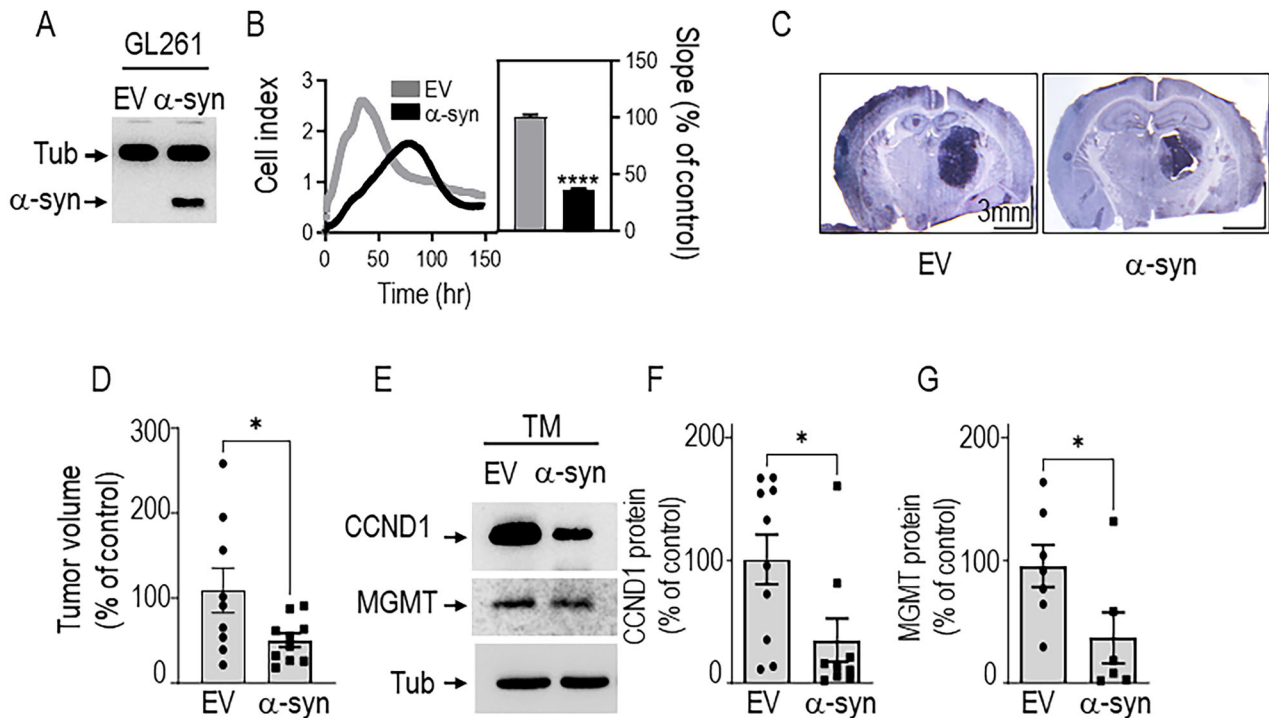 A
GL261
EV α-syn
Tub
α-syn
B
Cell index
3
2
1
0
EV
α-syn
0 50 100 150
Time (hr)
****
150
100
50
0
Slope (% of control)
C
3mm
EV
α-syn
D
Tumor volume
(% of control)
300
200
100
0
*
EV α-syn
E
TM
EV α-syn
CCND1
MGMT
Tub
F
CCND1 protein
(% of control)
200
100
0
*
EV α-syn
G
MGMT protein
(% of control)
200
100
0
*
EV α-syn